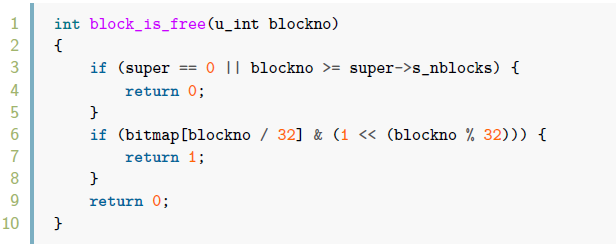 1 int block_is_free(u_int blockno)
2 {
3     if (super == 0 || blockno >= super->s_nblocks) {
4         return 0;
5     }
6     if (bitmap[blockno / 32] & (1 << (blockno % 32))) {
7         return 1;
8     }
9     return 0;
10 }